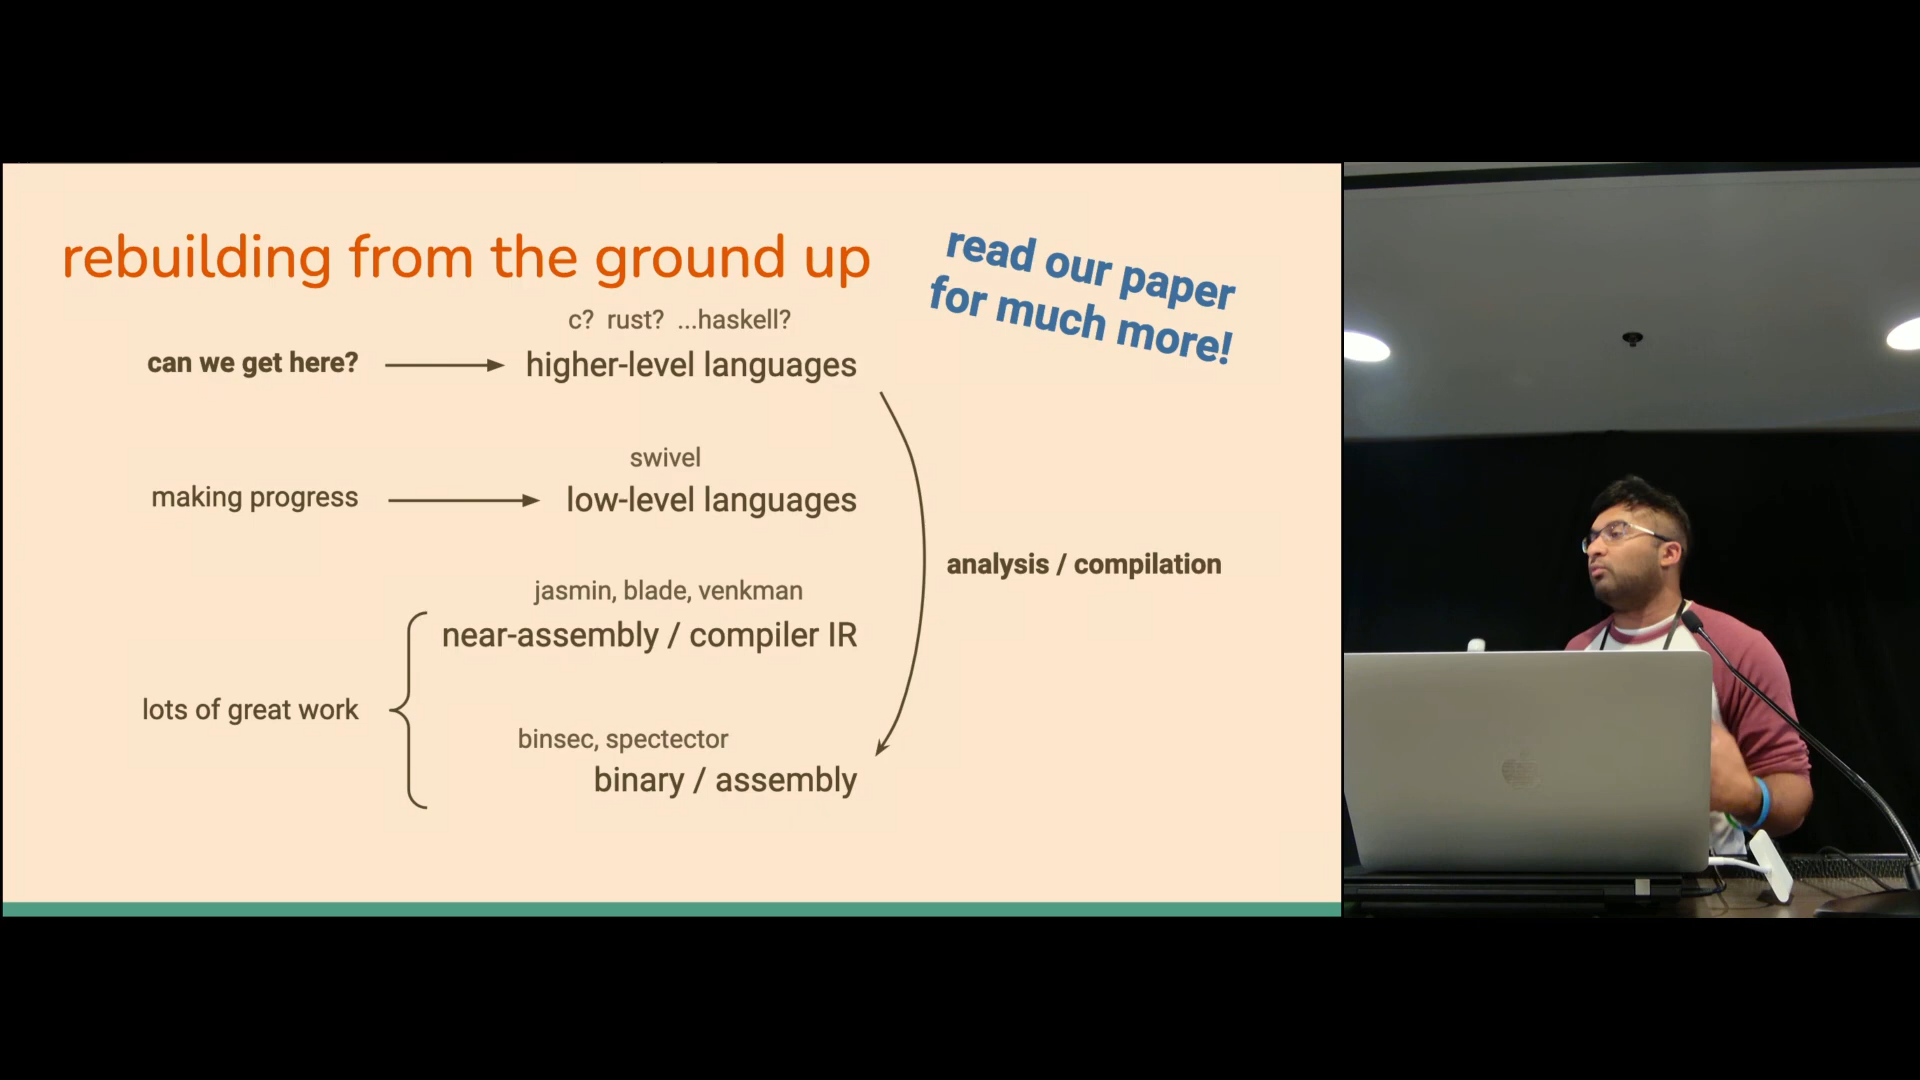 rebuilding from the ground up
read our paper
for much more!
c? rust? ...haskell?
can we get here?
higher-level languages
swivel
making progress
low-level languages
analysis / compilation
jasmin, blade, venkman
near-assembly / compiler IR
lots of great work
binsec, spectector
binary / assembly